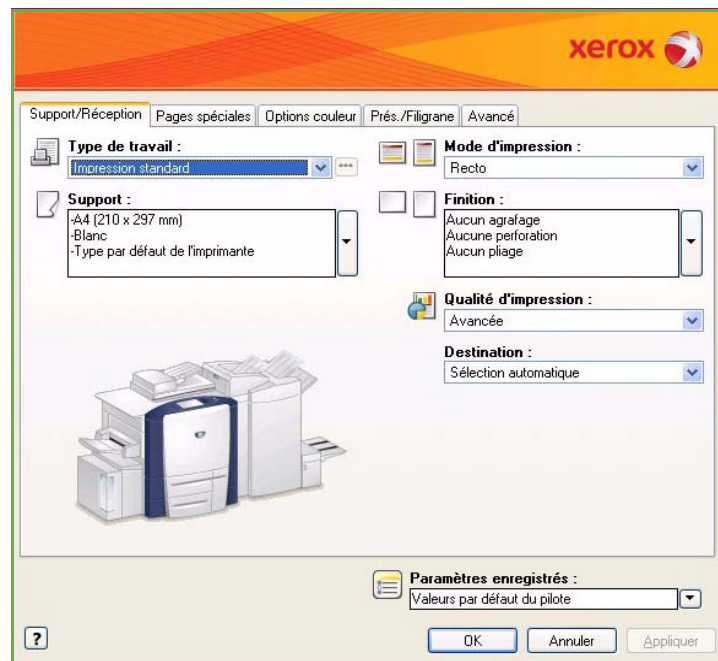 xerox
Support/Réception Pages spéciales Options couleur Prés./Filigrane Avancé
Type de travail :
Impression standard
Mode d'impression :
Recto
Support :
-A4 (210 x 297 mm)
-Blanc
-Type par défaut de l'imprimante
Finition :
Aucun agrafage
Aucune perforation
Aucun pliage
Qualité d'impression :
Avancée
Destination :
Sélection automatique
Paramètres enregistrés :
Valeurs par défaut du pilote
? OK Annuler Appliquer